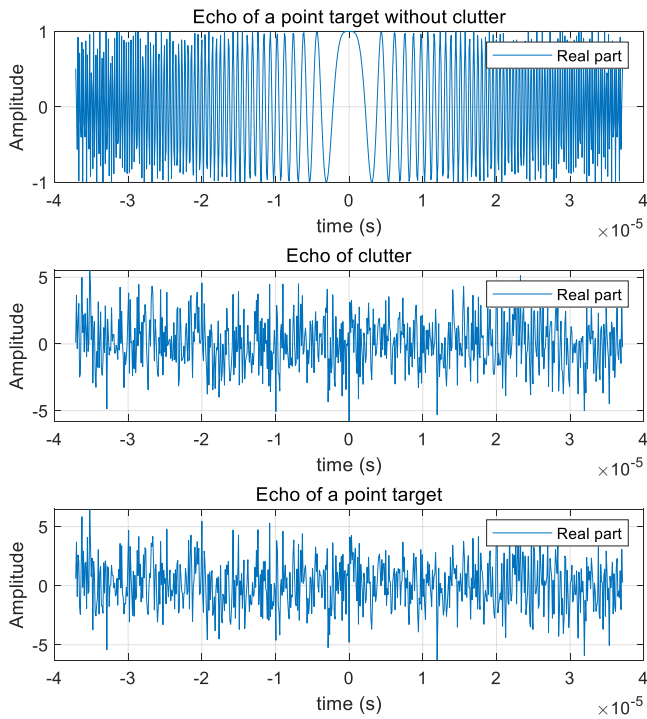 Echo of a point target without clutter
Amplitude
1
0
-1
Real part
-4 -3 -2 -1 0 1 2 3 4
time (s)
×10-5
Echo of clutter
Amplitude
5
0
-5
Real part
-4 -3 -2 -1 0 1 2 3 4
time (s)
×10-5
Echo of a point target
Amplitude
5
0
-5
Real part
-4 -3 -2 -1 0 1 2 3 4
time (s)
×10-5